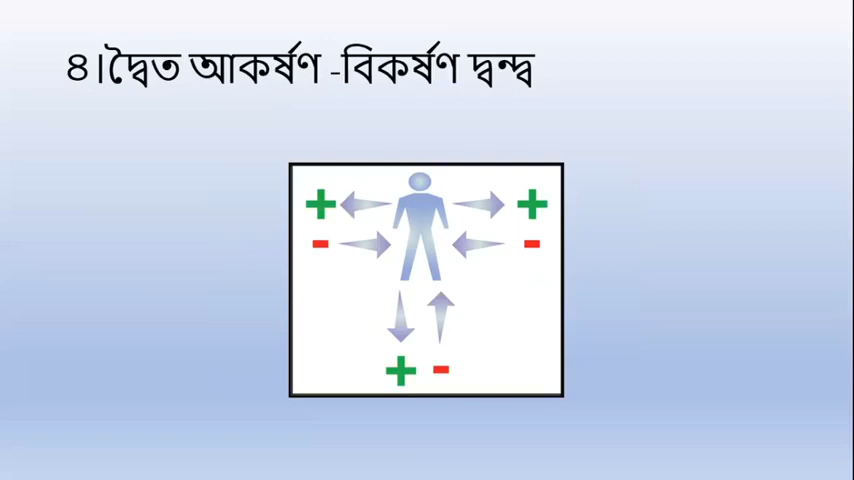 ৪।দ্বৈত আকর্ষণ -বিকর্ষণ দ্বন্দ্ব
+ +
- -
+ -